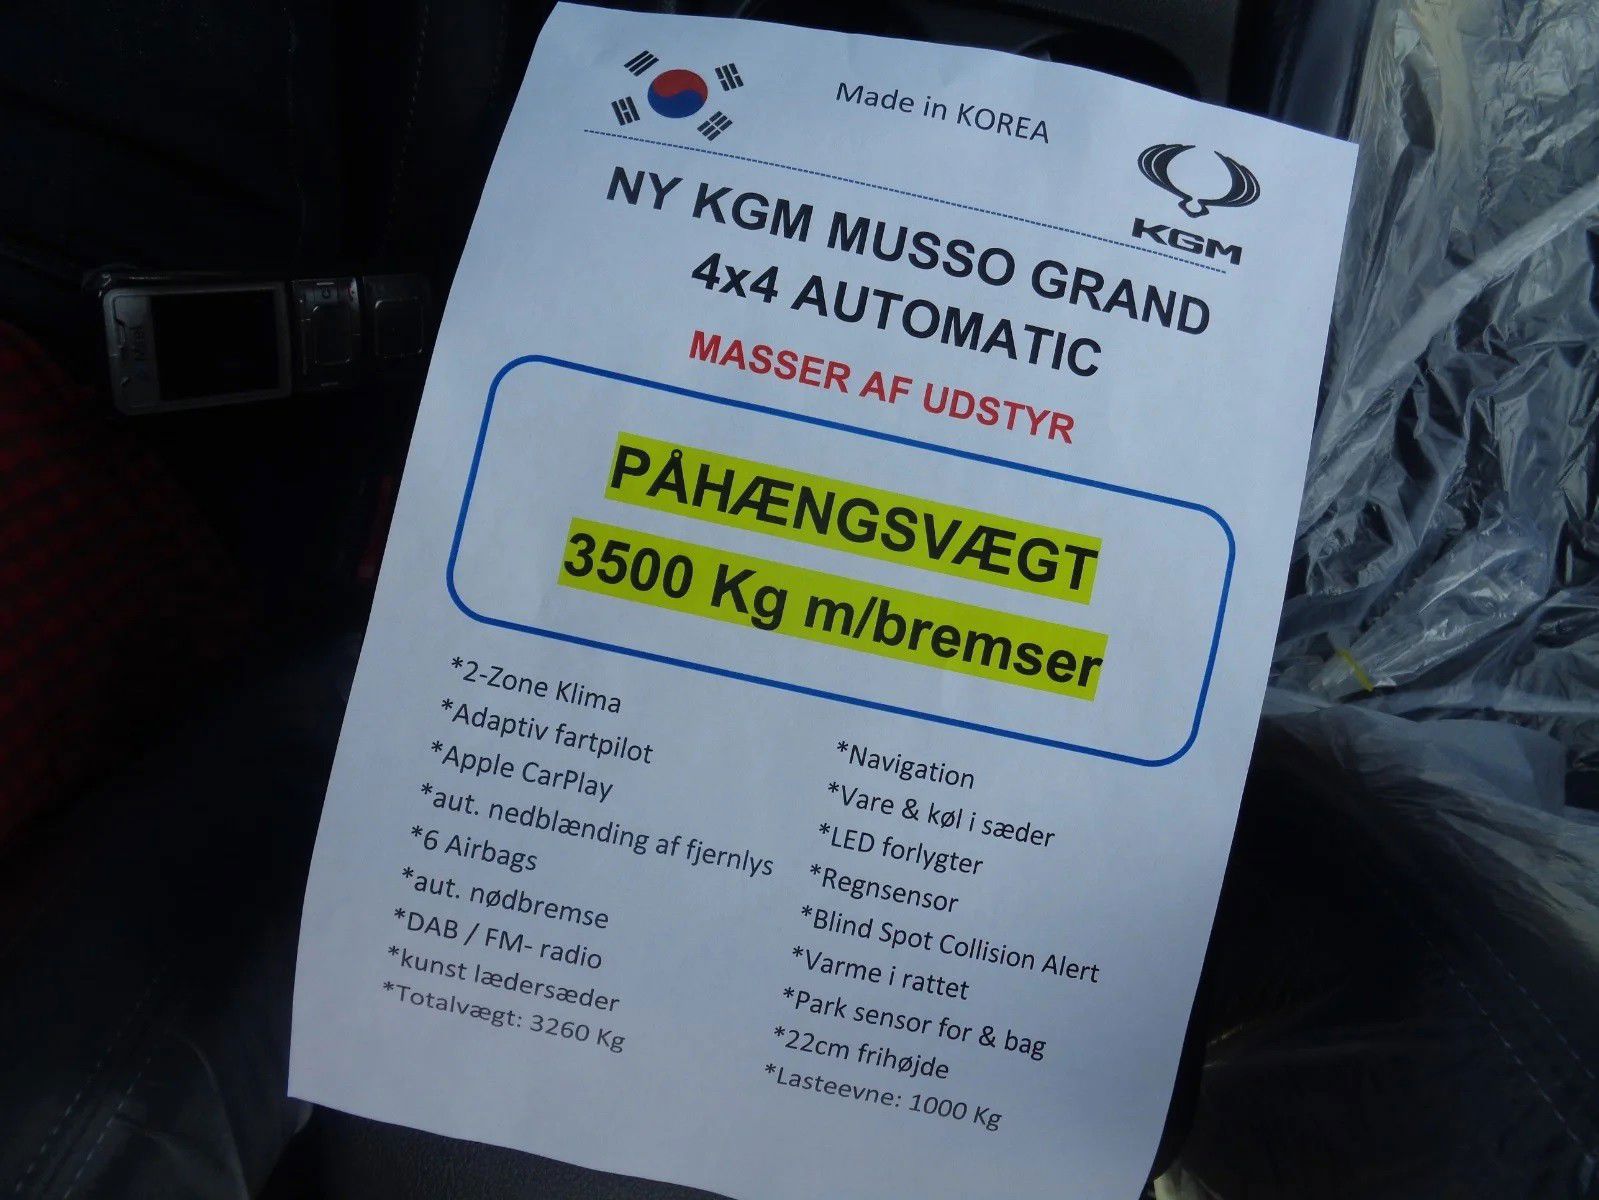 Made in KOREA
KGM
NY KGM MUSSO GRAND
4x4 AUTOMATIC
MASSER AF UDSTYR
PÅHÆNGSVÆGT
3500 Kg m/bremser
*2-Zone Klima
*Adaptiv fartpilot
*Apple CarPlay
*aut. nedblænding af fjernlys
*6 Airbags
*aut. nødbremse
*DAB / FM- radio
*kunst lædersæder
*Totalvægt: 3260 Kg
*Navigation
*Vare & køl i sæder
*LED forlygter
*Regnsensor
*Blind Spot Collision Alert
*Varme i rattet
*Park sensor for & bag
*22cm frihøjde
*Lasteevne: 1000 Kg